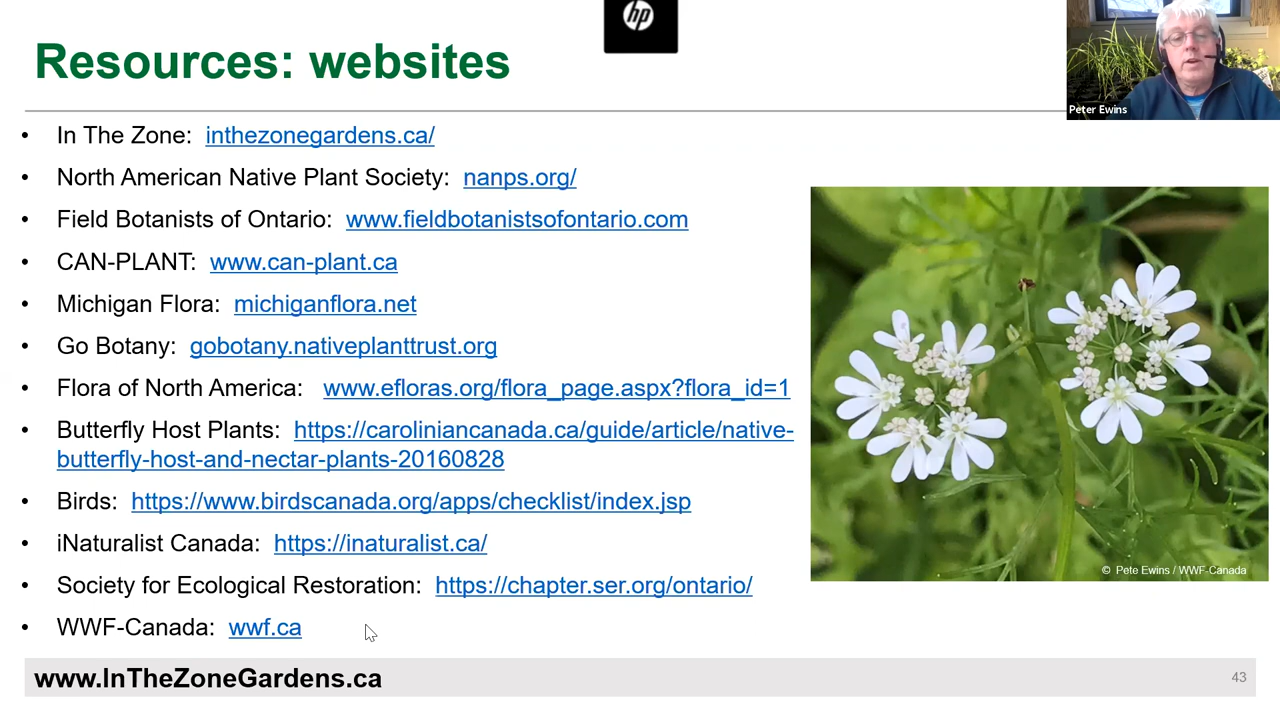 hp
Resources: websites
Peter Ewins
• In The Zone: inthezonegardens.ca/
• North American Native Plant Society: nanps.org/
• Field Botanists of Ontario: www.fieldbotanistsofontario.com
• CAN-PLANT: www.can-plant.ca
• Michigan Flora: michiganflora.net
• Go Botany: gobotany.nativeplanttrust.org
• Flora of North America: www.efloras.org/flora_page.aspx?flora_id=1
• Butterfly Host Plants: https://caroliniancanada.ca/guide/article/native-
butterfly-host-and-nectar-plants-20160828
• Birds: https://www.birdscanada.org/apps/checklist/index.jsp
• iNaturalist Canada: https://inaturalist.ca/
• Society for Ecological Restoration: https://chapter.ser.org/ontario/
• WWF-Canada: wwf.ca
© Pete Ewins / WWF-Canada
www.InTheZoneGardens.ca
43